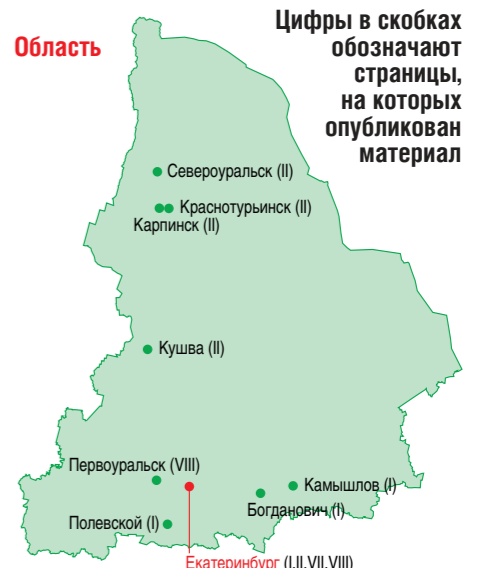 Область
Цифры в скобках
обозначают
страницы,
на которых
опубликован
материал
Североуральск (II)
Краснотурьинск (II)
Карпинск (II)
Кушва (II)
Первоуральск (VIII)
Камышлов (I)
Богданович (I)
Полевской (I)
Екатеринбург (I,II,VII,VIII)